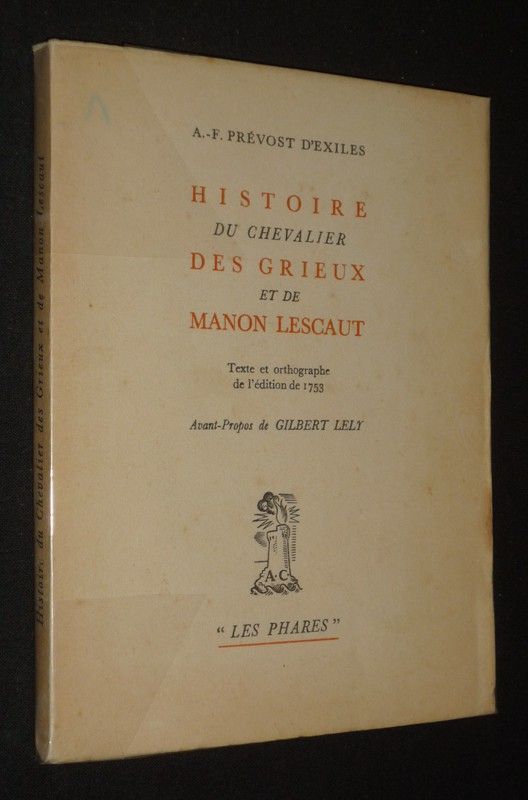 A.-F. PRÉVOST D'EXILES
HISTOIRE
DU CHEVALIER
DES GRIEUX
ET DE
MANON LESCAUT
Texte et orthographe
de l'édition de 1753
Avant-Propos de GILBERT LELY
A.C
" LES PHARES "
Histoire du Chevalier des Grieux et de Manon Lescaut